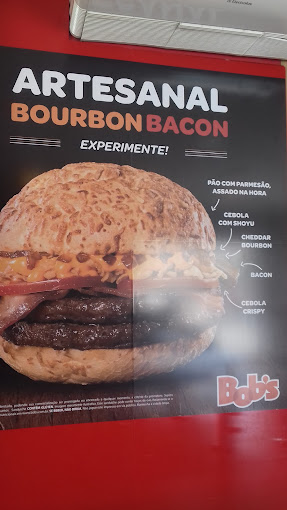 ARTESANAL
BOURBON BACON
EXPERIMENTE!
PÃO COM PARMESÃO,
ASSADO NA HORA
CEBOLA
COM SHOYU
CHEDDAR
BOURBON
BACON
CEBOLA
CRISPY
Bob's